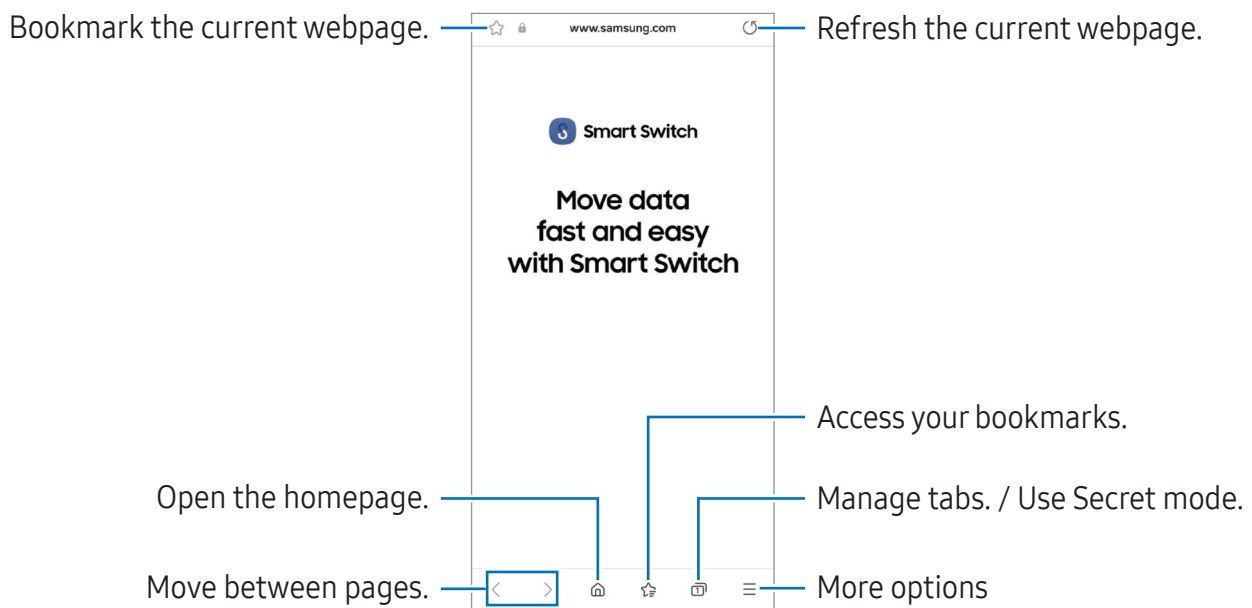 Bookmark the current webpage.
www.samsung.com
Refresh the current webpage.
Smart Switch
Move data
fast and easy
with Smart Switch
Access your bookmarks.
Open the homepage.
Manage tabs. / Use Secret mode.
Move between pages.
1
More options